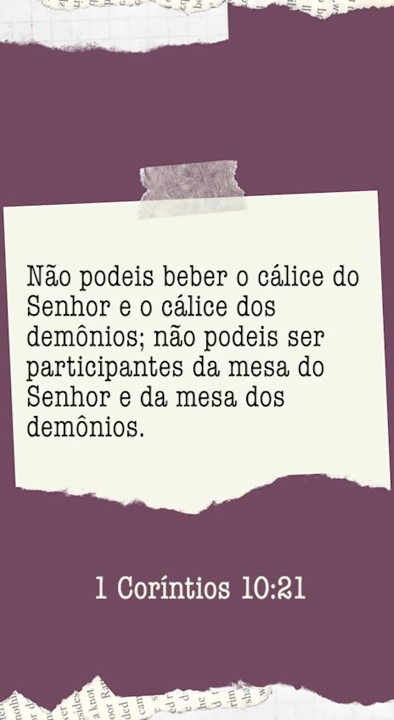 Não podeis beber o cálice do
Senhor e o cálice dos
demônios; não podeis ser
participantes da mesa do
Senhor e da mesa dos
demônios.
1 Coríntios 10:21